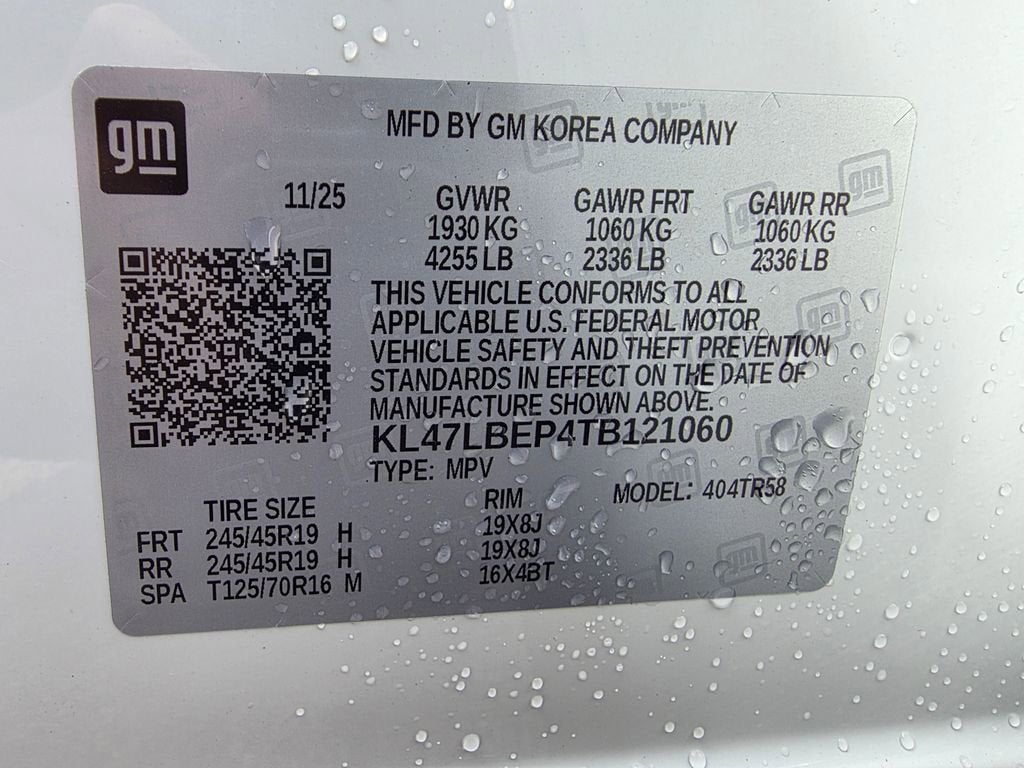 gm
MFD BY GM KOREA COMPANY
11/25 GVWR GAWR FRT GAWR RR
1930 KG 1060 KG 1060 KG
4255 LB 2336 LB 2336 LB
THIS VEHICLE CONFORMS TO ALL
APPLICABLE U.S. FEDERAL MOTOR
VEHICLE SAFETY AND THEFT PREVENTION
STANDARDS IN EFFECT ON THE DATE OF
MANUFACTURE SHOWN ABOVE.
KL47LBEP4TB121060
TYPE: MPV
TIRE SIZE RIM MODEL: 404TR58
FRT 245/45R19 H 19X8J
RR 245/45R19 H 19X8J
SPA T125/70R16 M 16X4BT